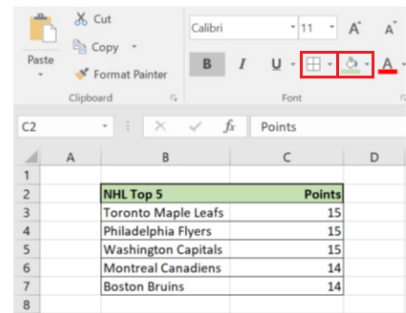 Cut
Copy
Paste
Format Painter
Clipboard
Calibri
11
A A
B I U A
Font
C2
fx Points
A B C D
1
2 NHL Top 5 Points
3 Toronto Maple Leafs 15
4 Philadelphia Flyers 15
5 Washington Capitals 15
6 Montreal Canadiens 14
7 Boston Bruins 14
8